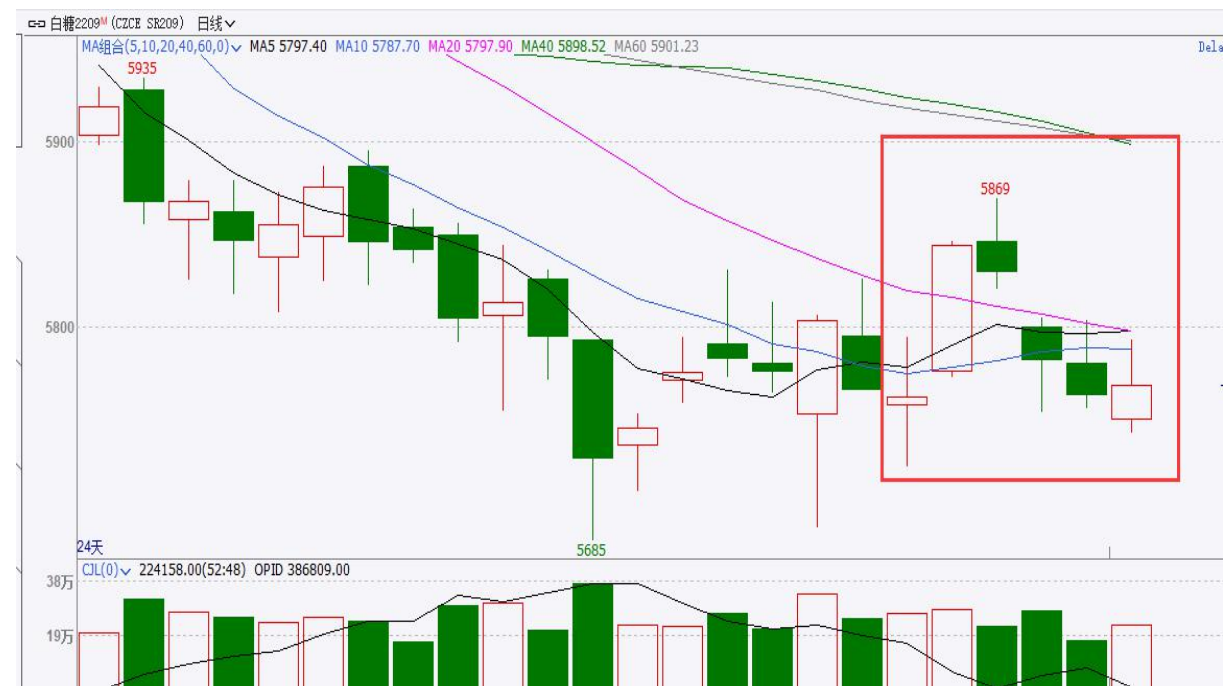 白糖2209ᴹ (CZCE SR209) 日线
MA组合(5,10,20,40,60,0) MA5 5797.40 MA10 5787.70 MA20 5797.90 MA40 5898.52 MA60 5901.23
Dela
5935
5900
5869
5800
24天
5685
CJL(0) 224158.00(52:48) OPID 386809.00
38万
19万